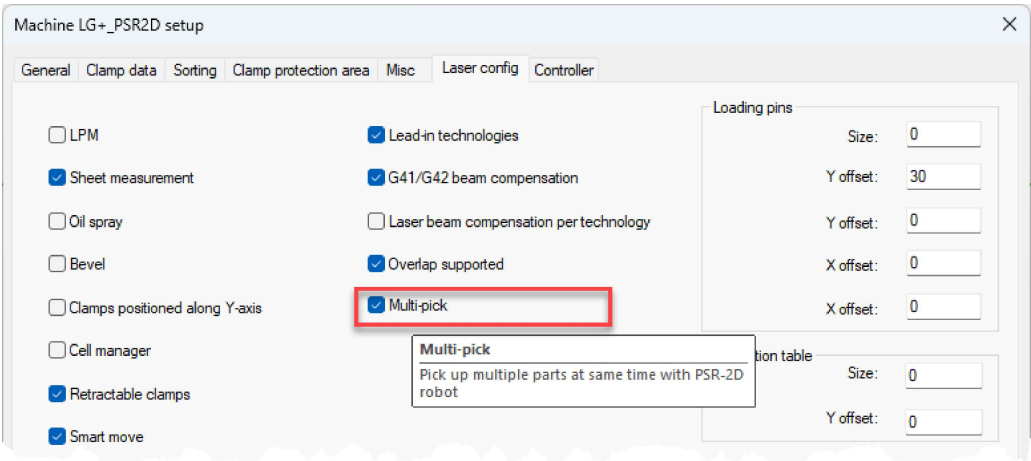 Machine LG+_PSR2D setup
General Clamp data Sorting Clamp protection area Misc Laser config Controller
LPM
Sheet measurement
Oil spray
Bevel
Clamps positioned along Y-axis
Cell manager
Retractable clamps
Smart move
Lead-in technologies
G41/G42 beam compensation
Laser beam compensation per technology
Overlap supported
Multi-pick
Multi-pick
Pick up multiple parts at same time with PSR-2D
robot
Loading pins
Size: 0
Y offset: 30
Y offset: 0
X offset: 0
X offset: 0
tion table
Size: 0
Y offset: 0